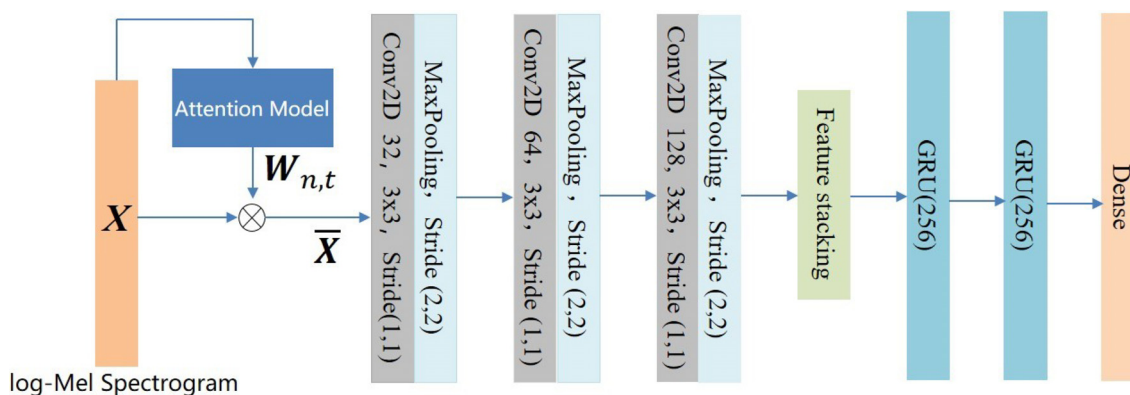 X
log-Mel Spectrogram
Attention Model
W_{n,t}
⊗
X̅
Conv2D 32, 3x3, Stride(1,1)
MaxPooling, Stride (2,2)
Conv2D 64, 3x3, Stride (1,1)
MaxPooling, Stride (2,2)
Conv2D 128, 3x3, Stride (1,1)
MaxPooling, Stride (2,2)
Feature stacking
GRU(256)
GRU(256)
Dense